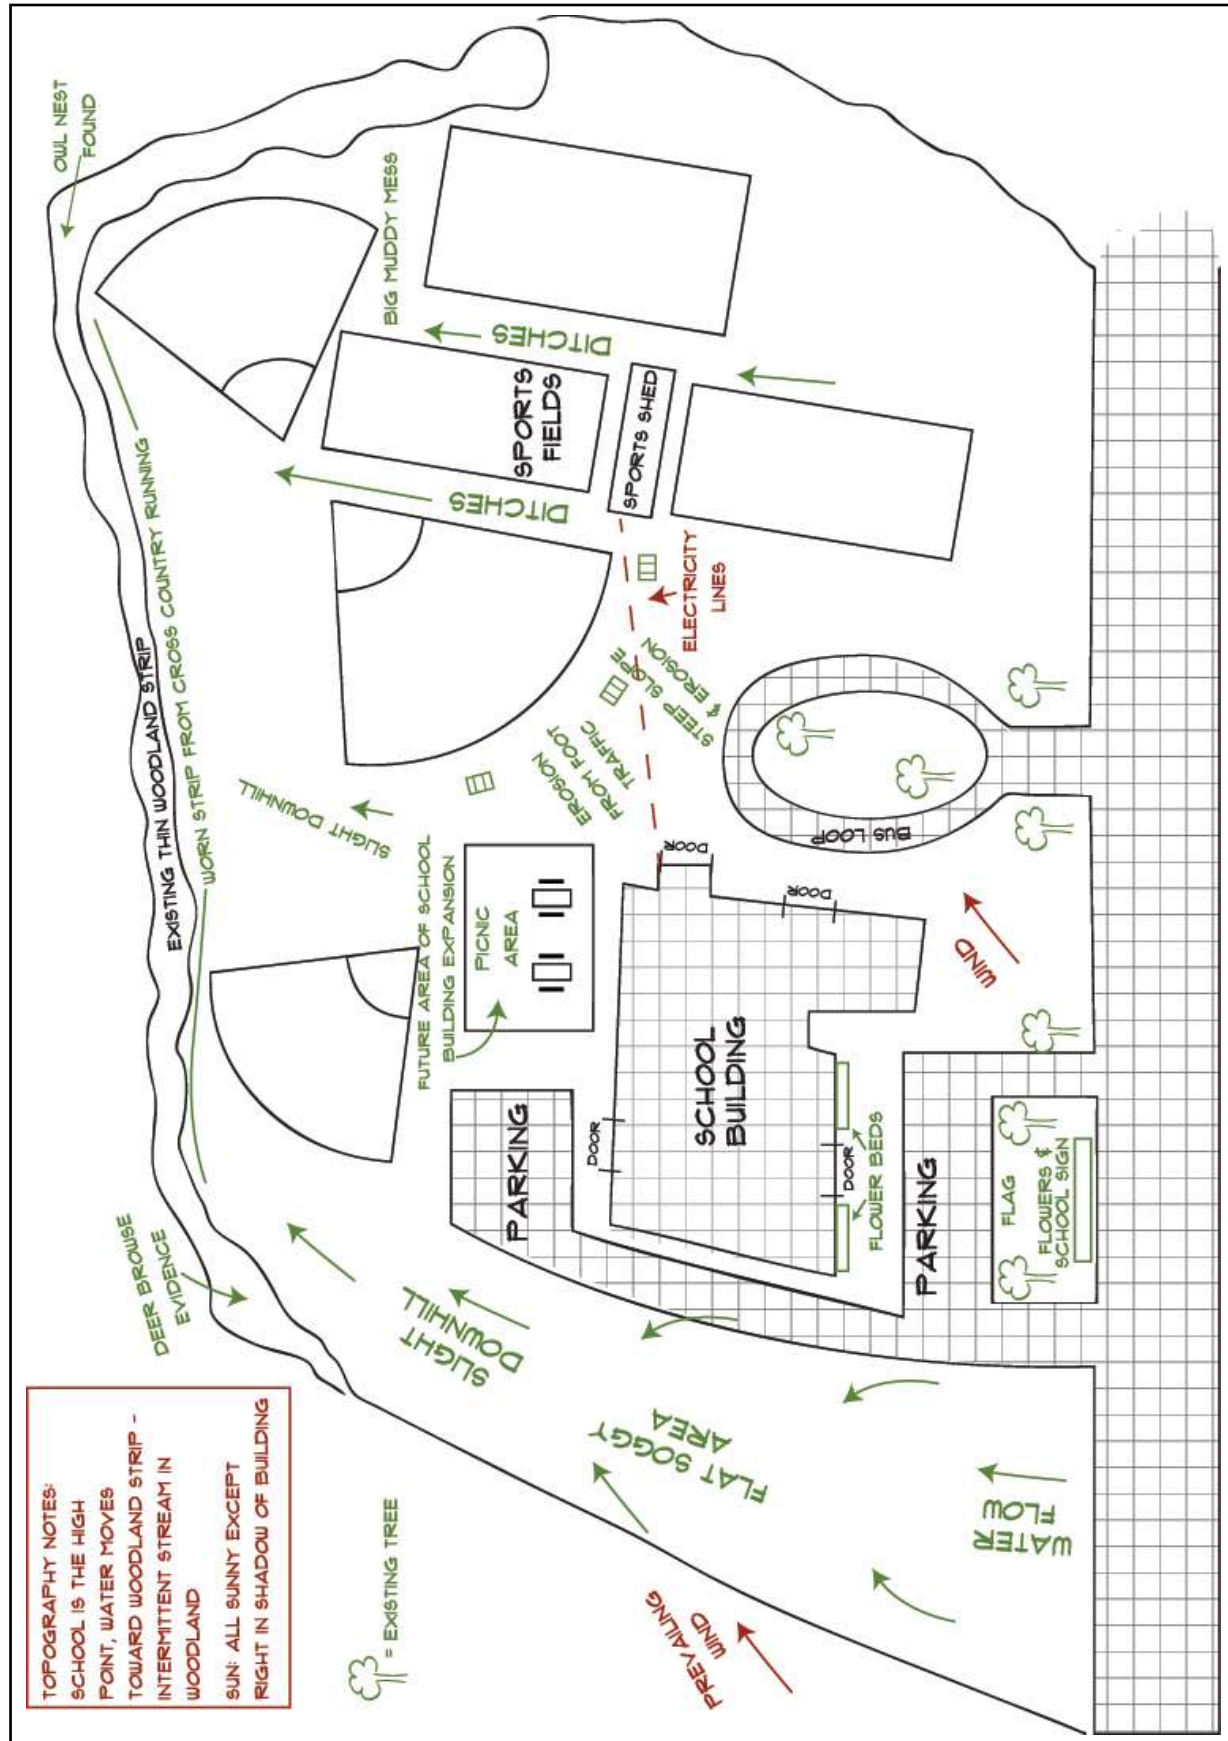 TOPOGRAPHY NOTES:
SCHOOL IS THE HIGH
POINT, WATER MOVES
TOWARD WOODLAND STRIP -
INTERMITTENT STREAM IN
WOODLAND
SUN: ALL SUNNY EXCEPT
RIGHT IN SHADOW OF BUILDING
= EXISTING TREE
DEER BROWSE
EVIDENCE
EXISTING THIN WOODLAND STRIP
WORN STRIP FROM CROSS COUNTRY RUNNING
OWL NEST
FOUND
BIG MUDDY MESS
DITCHES
DITCHES
SPORTS
FIELDS
SPORTS SHED
ELECTRICITY
LINES
STEEP SLOPE
& EROSION
EROSION
FROM FOOT
TRAFFIC
SLIGHT DOWNHILL
FUTURE AREA OF SCHOOL
BUILDING EXPANSION
PICNIC
AREA
PARKING
SLIGHT
DOWNHILL
FLAT SOGGY
AREA
PREVAILING
WIND
WATER
FLOW
DOOR
SCHOOL
BUILDING
DOOR
DOOR
DOOR
FLOWER BEDS
PARKING
FLAG
FLOWERS &
SCHOOL SIGN
BUS LOOP
WIND